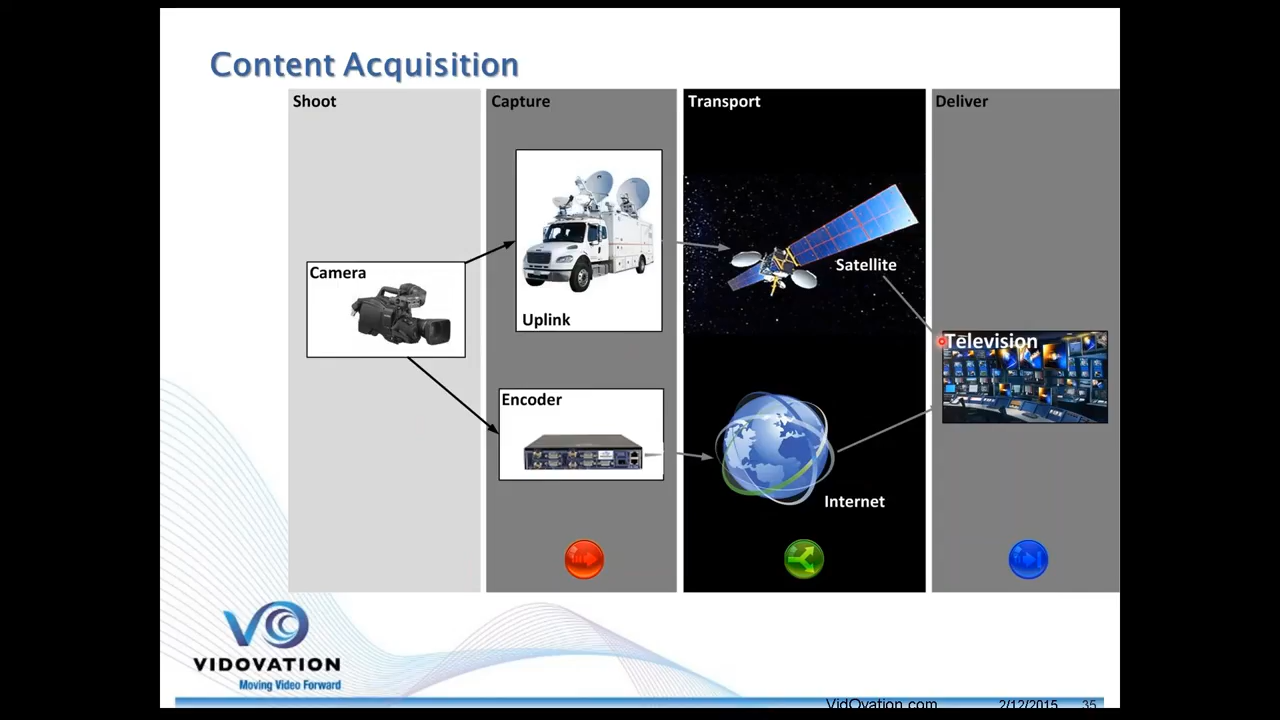 Content Acquisition
Shoot
Capture
Transport
Deliver
Camera
Uplink
Satellite
Television
Encoder
Internet
VIDOVATION
Moving Video Forward
VidOvation.com
2/12/2015
35